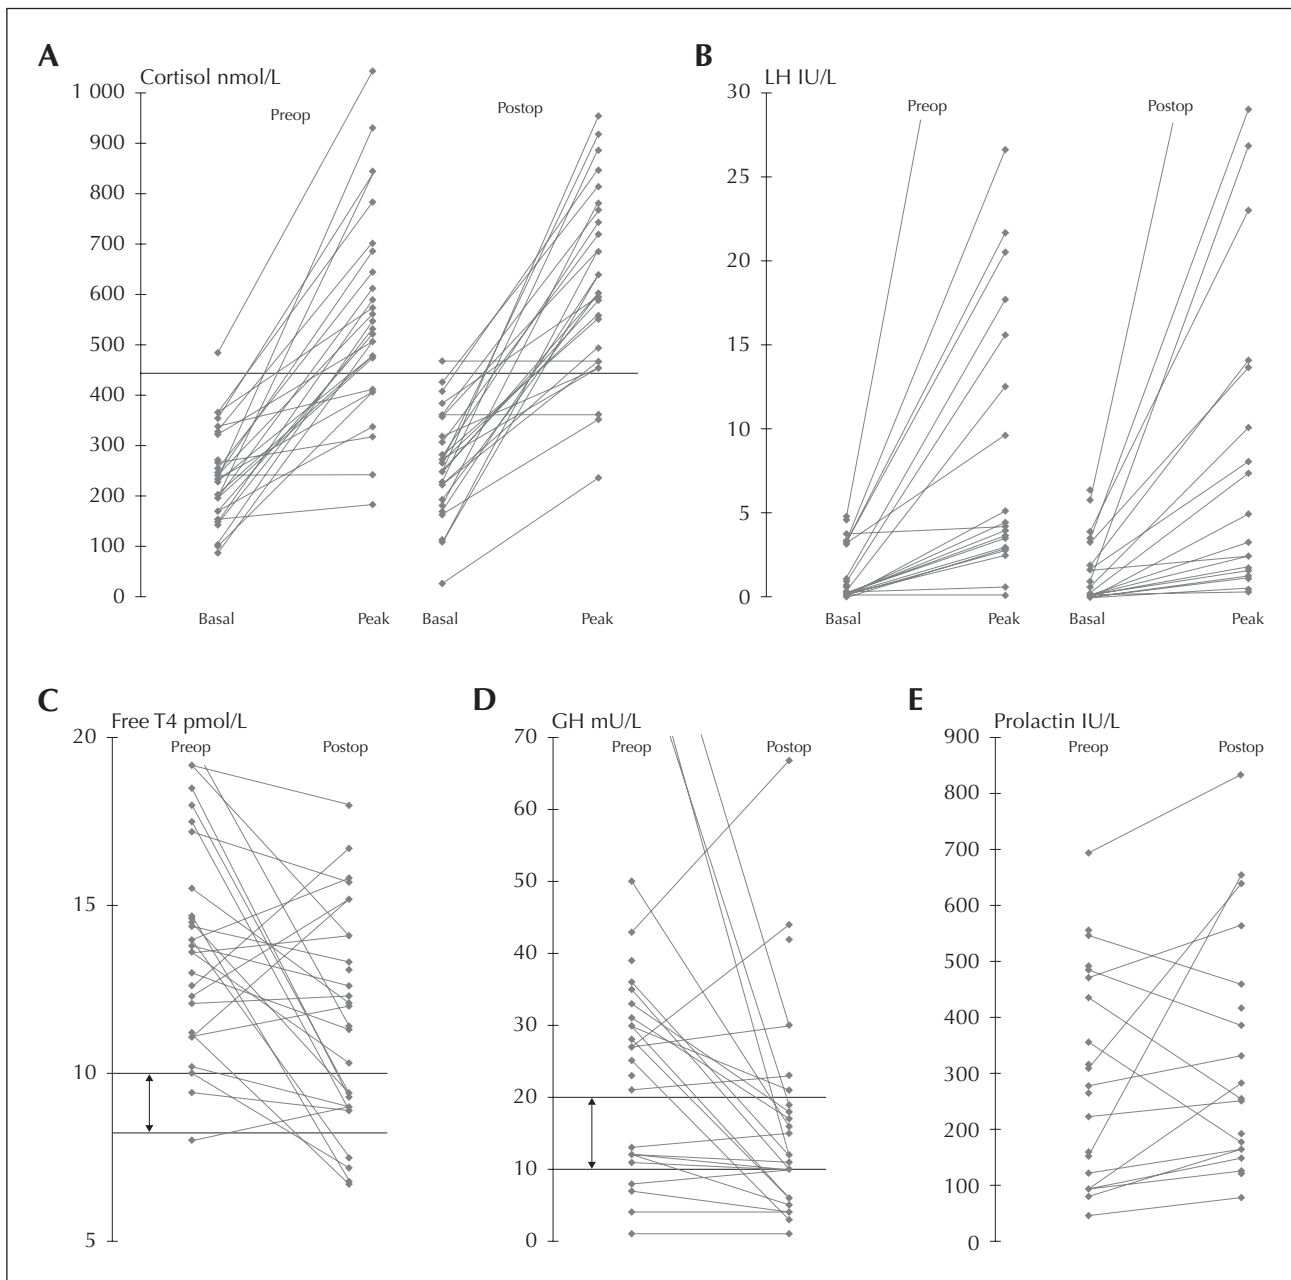 A
Cortisol nmol/L
1 000
900
800
700
600
500
400
300
200
100
0
Preop
Postop
Basal
Peak
Basal
Peak
B
LH IU/L
30
25
20
15
10
5
0
Preop
Postop
Basal
Peak
Basal
Peak
C
Free T4 pmol/L
20
15
10
5
Preop
Postop
D
GH mU/L
70
60
50
40
30
20
10
0
Preop
Postop
E
Prolactin IU/L
900
800
700
600
500
400
300
200
100
0
Preop
Postop